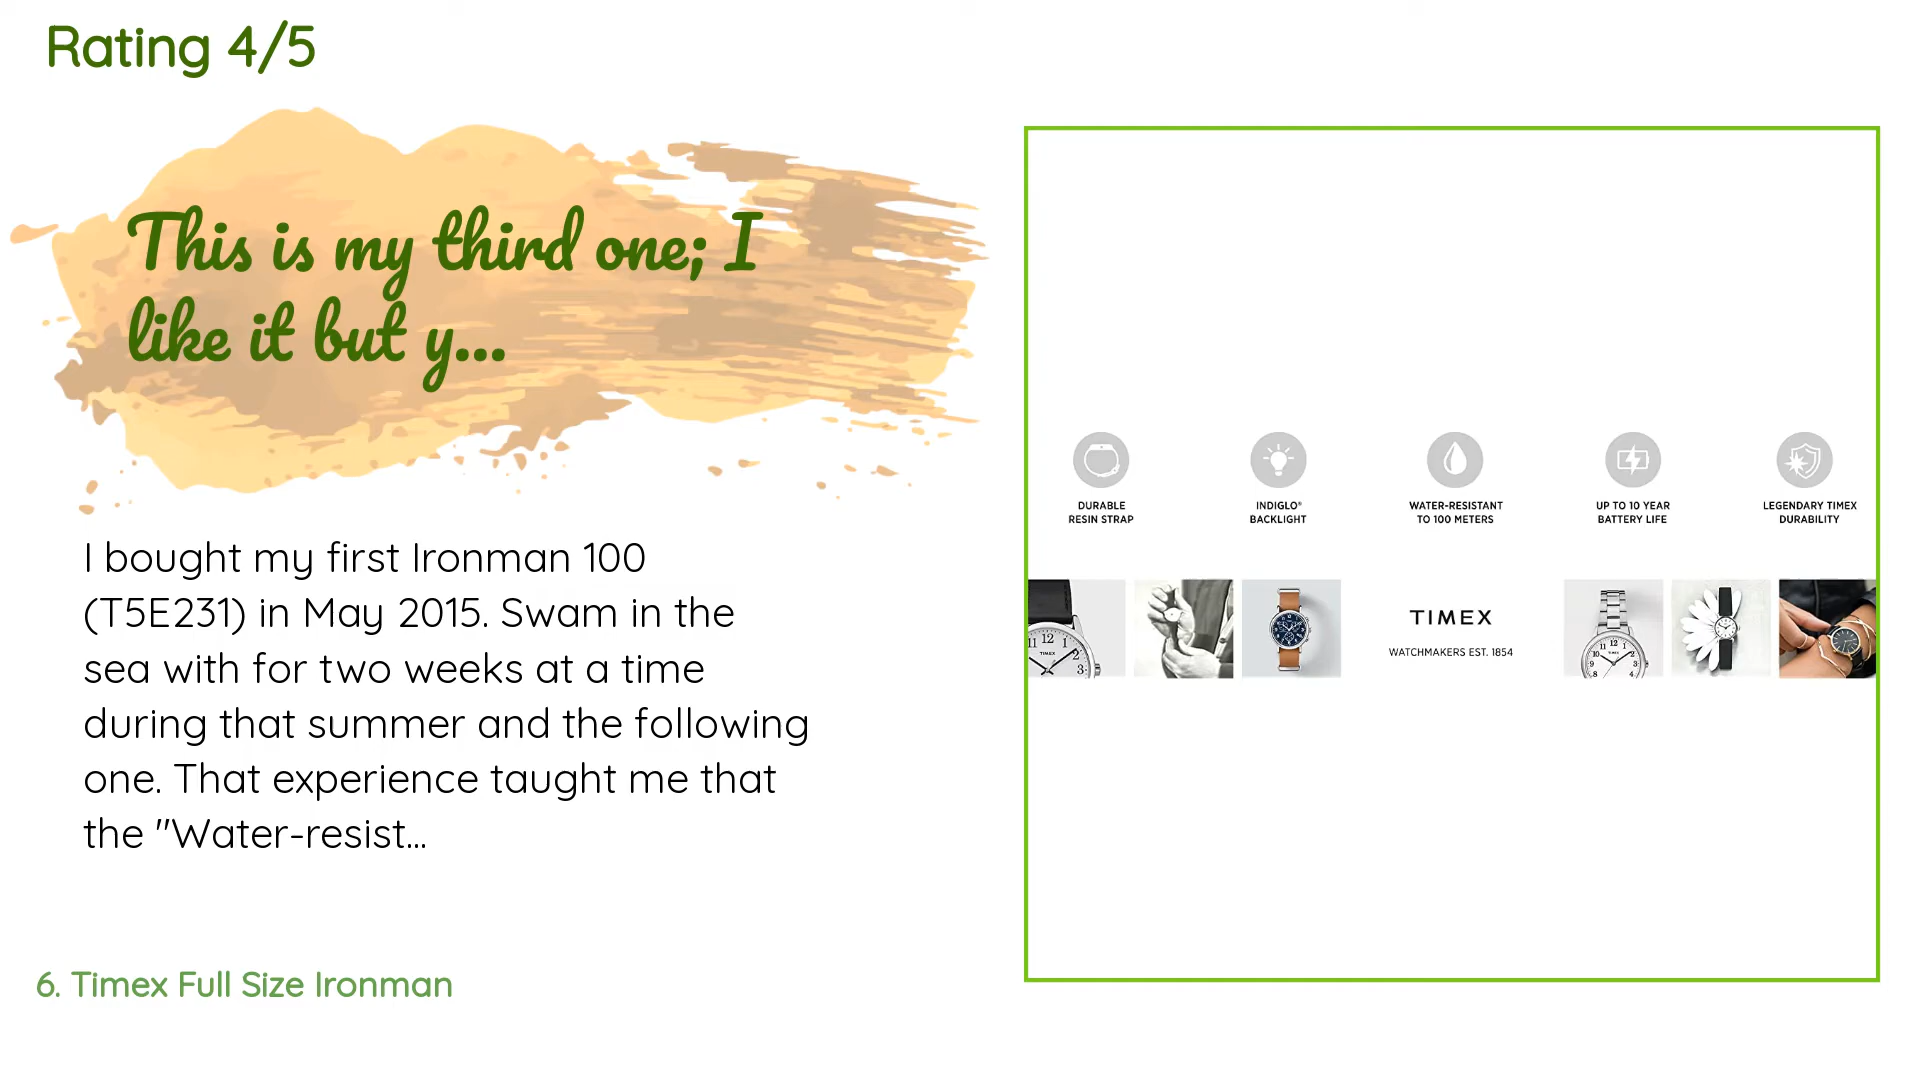 Rating 4/5
This is my third one; I
like it but y...
I bought my first Ironman 100
(T5E231) in May 2015. Swam in the
sea with for two weeks at a time
during that summer and the following
one. That experience taught me that
the "Water-resist...
6. Timex Full Size Ironman
DURABLE
RESIN STRAP
INDIGLO®
BACKLIGHT
WATER-RESISTANT
TO 100 METERS
UP TO 10 YEAR
BATTERY LIFE
LEGENDARY TIMEX
DURABILITY
TIMEX
WATCHMAKERS EST. 1854